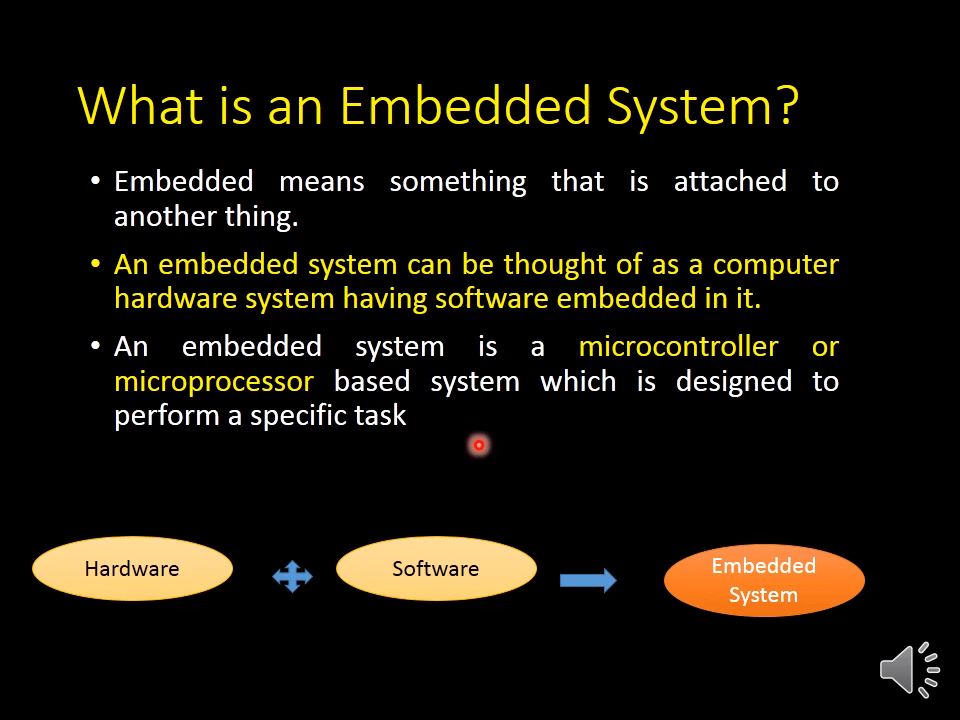 What is an Embedded System?
• Embedded means something that is attached to
another thing.
• An embedded system can be thought of as a computer
hardware system having software embedded in it.
• An embedded system is a microcontroller or
microprocessor based system which is designed to
perform a specific task
Hardware
Software
Embedded
System